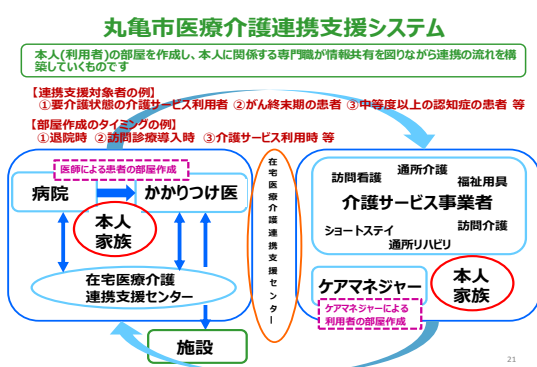 丸亀市医療介護連携支援システム
本人(利用者)の部屋を作成し、本人に関係する専門職が情報共有を図りながら連携の流れを構
築していくものです
【連携支援対象者の例】
①要介護状態の介護サービス利用者 ②がん終末期の患者 ③中等度以上の認知症の患者 等
【部屋作成のタイミングの例】
①退院時 ②訪問診療導入時 ③介護サービス利用時 等
医師による患者の部屋作成
病院
かかりつけ医
本人
家族
在宅医療介護
連携支援センター
施設
在宅医療介護連携支援センター
訪問看護
通所介護
福祉用具
介護サービス事業者
ショートステイ
訪問介護
通所リハビリ
ケアマネジャー
ケアマネジャーによる
利用者の部屋作成
本人
家族
21